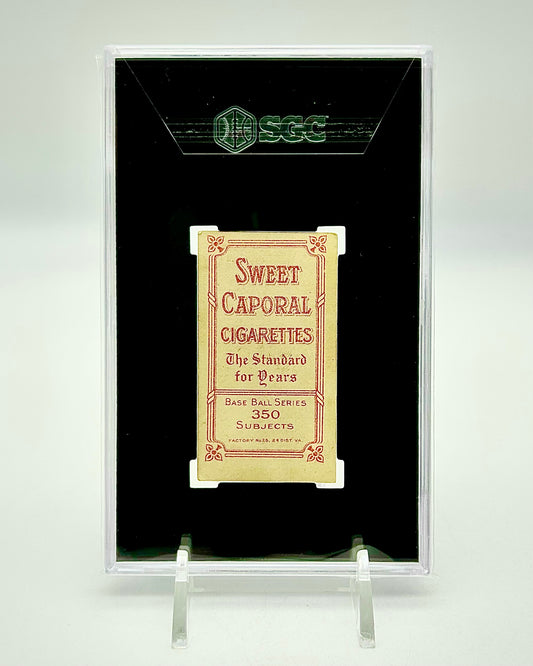 SGC
SWEET
CAPORAL
CIGARETTES
The Standard
for Years
BASE BALL SERIES
350
SUBJECTS
FACTORY No. 25, 2d DIST. VA.